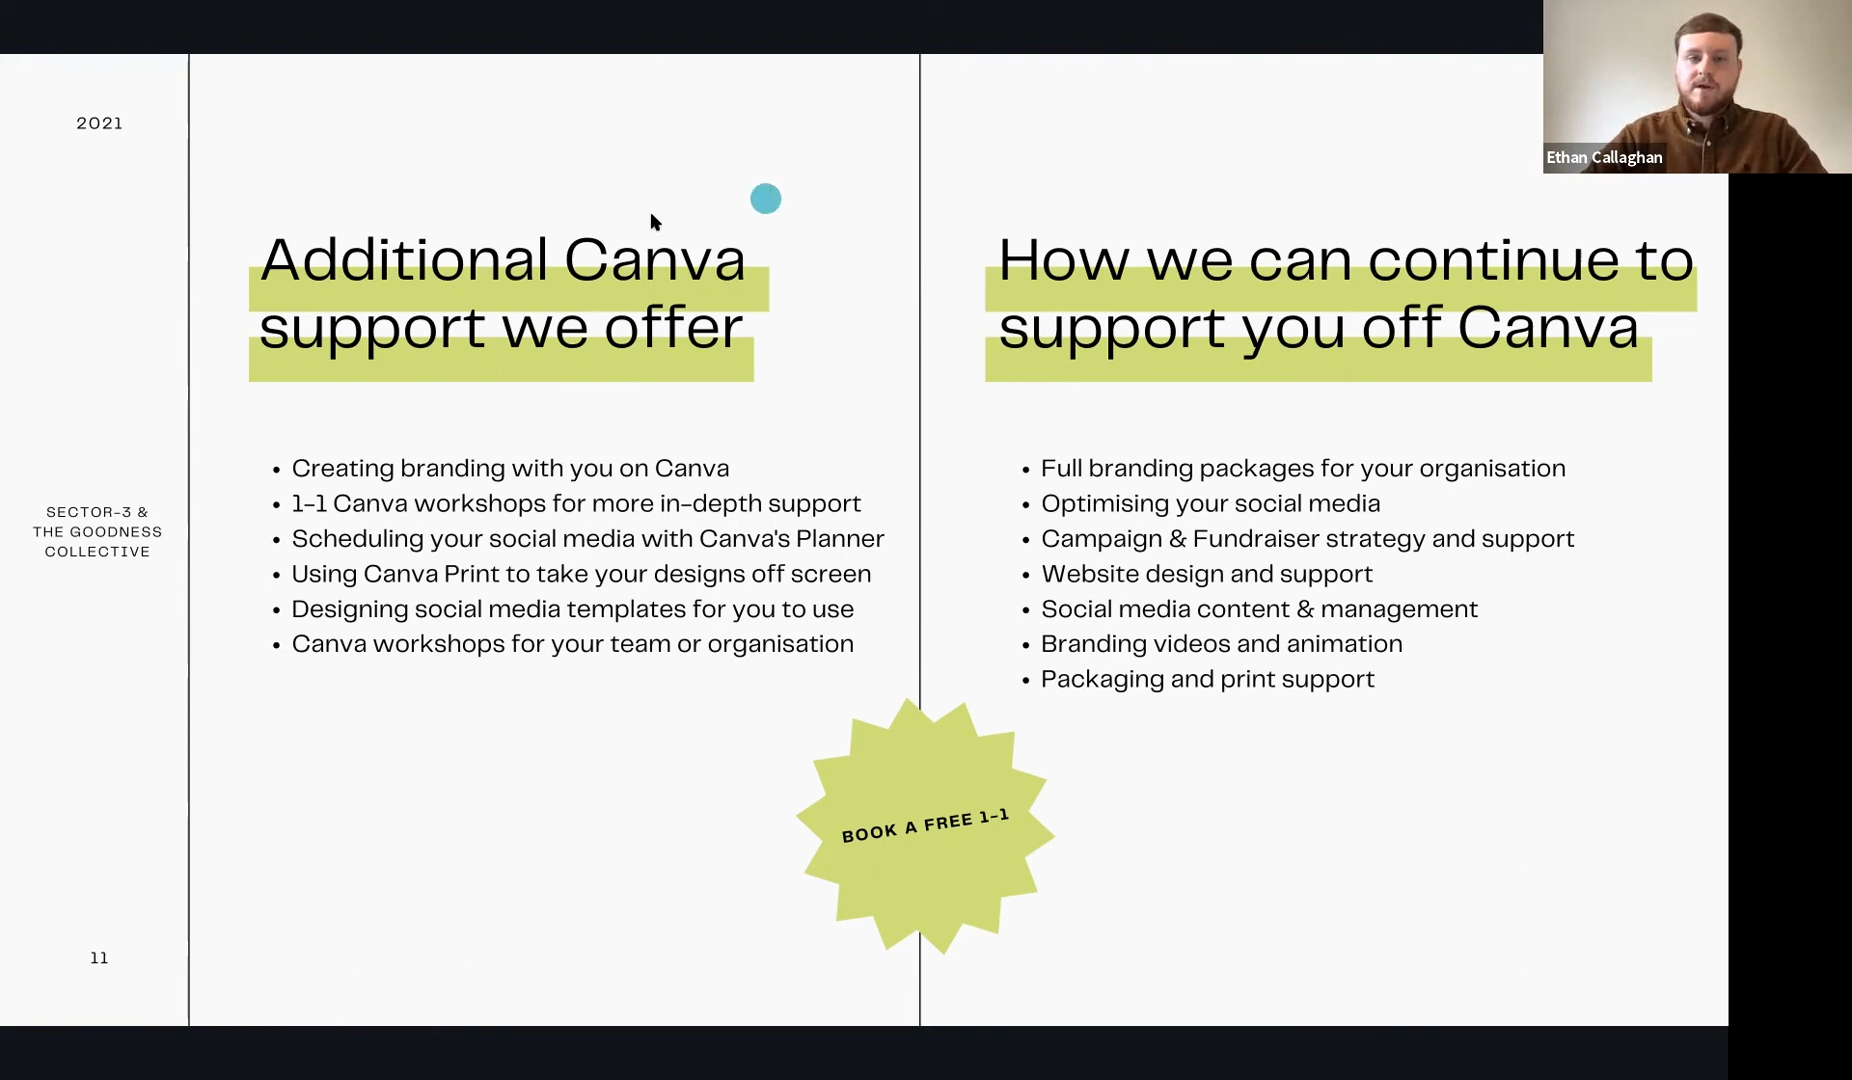 2021
SECTOR-3 &
THE GOODNESS
COLLECTIVE
11
Additional Canva
support we offer
• Creating branding with you on Canva
• 1-1 Canva workshops for more in-depth support
• Scheduling your social media with Canva's Planner
• Using Canva Print to take your designs off screen
• Designing social media templates for you to use
• Canva workshops for your team or organisation
How we can continue to
support you off Canva
• Full branding packages for your organisation
• Optimising your social media
• Campaign & Fundraiser strategy and support
• Website design and support
• Social media content & management
• Branding videos and animation
• Packaging and print support
BOOK A FREE 1-1
Ethan Callaghan